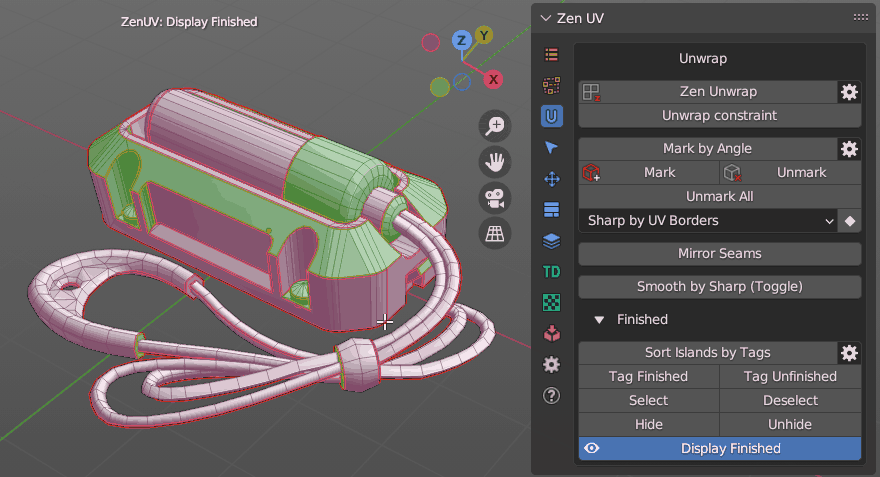 ZenUV: Display Finished
Z
Y
X
Zen UV
Unwrap
Zen Unwrap
Unwrap constraint
Mark by Angle
Mark
Unmark
Unmark All
Sharp by UV Borders
Mirror Seams
TD
Smooth by Sharp (Toggle)
Finished
Sort Islands by Tags
Tag Finished
Tag Unfinished
Select
Deselect
Hide
Unhide
Display Finished